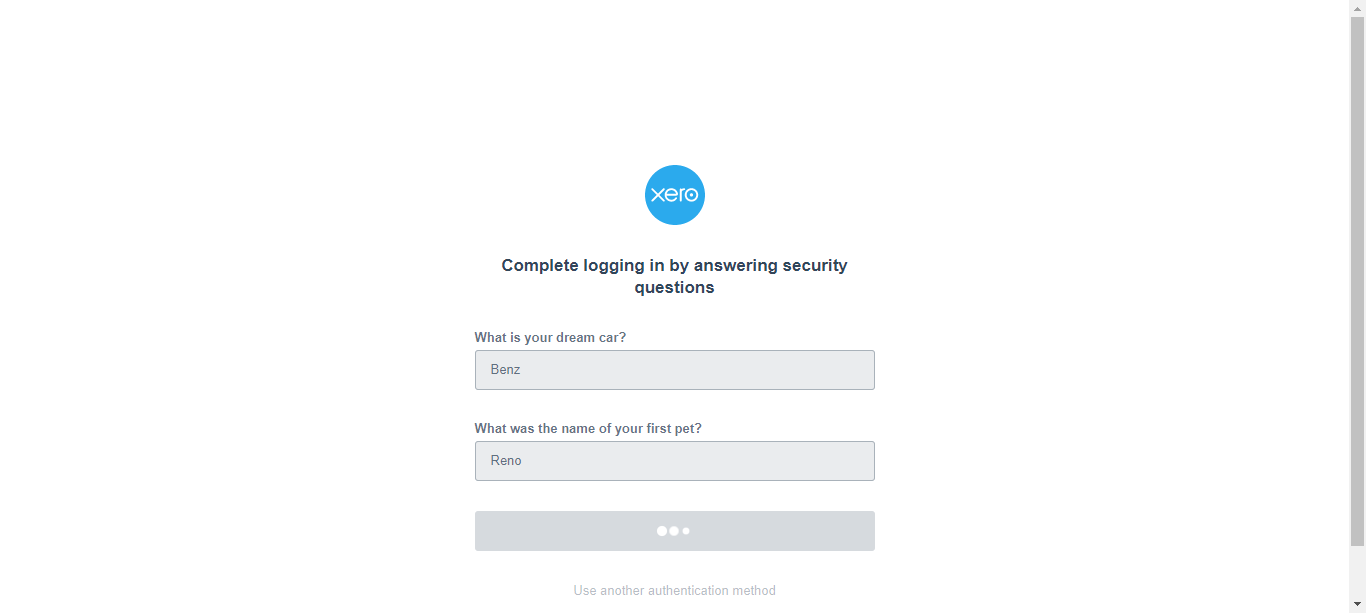 xero
Complete logging in by answering security
questions
What is your dream car?
Benz
What was the name of your first pet?
Reno
Use another authentication method